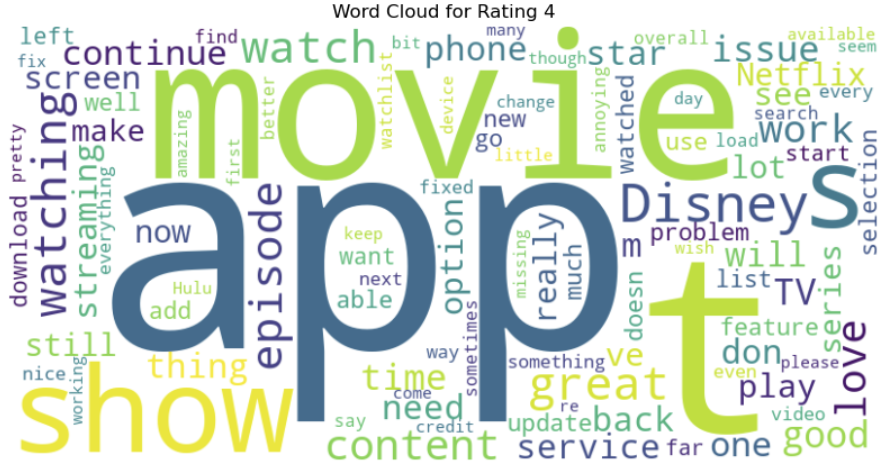 Word Cloud for Rating 4
left find continue watch bit many phone though star overall issue available seem
fix screen well movie watchlist device change annoying Netflix every
pretty make amazing first better new go little watched use day load see search work
download watching streaming everything now episode app fixed option Disney s lot start selection
keep want next able really much missing m problem wish will
Hulu add doesn list TV series
still thing time way sometimes something ve t feature don please love
nice working show come need great even play
say credit re update back video
content service far one good